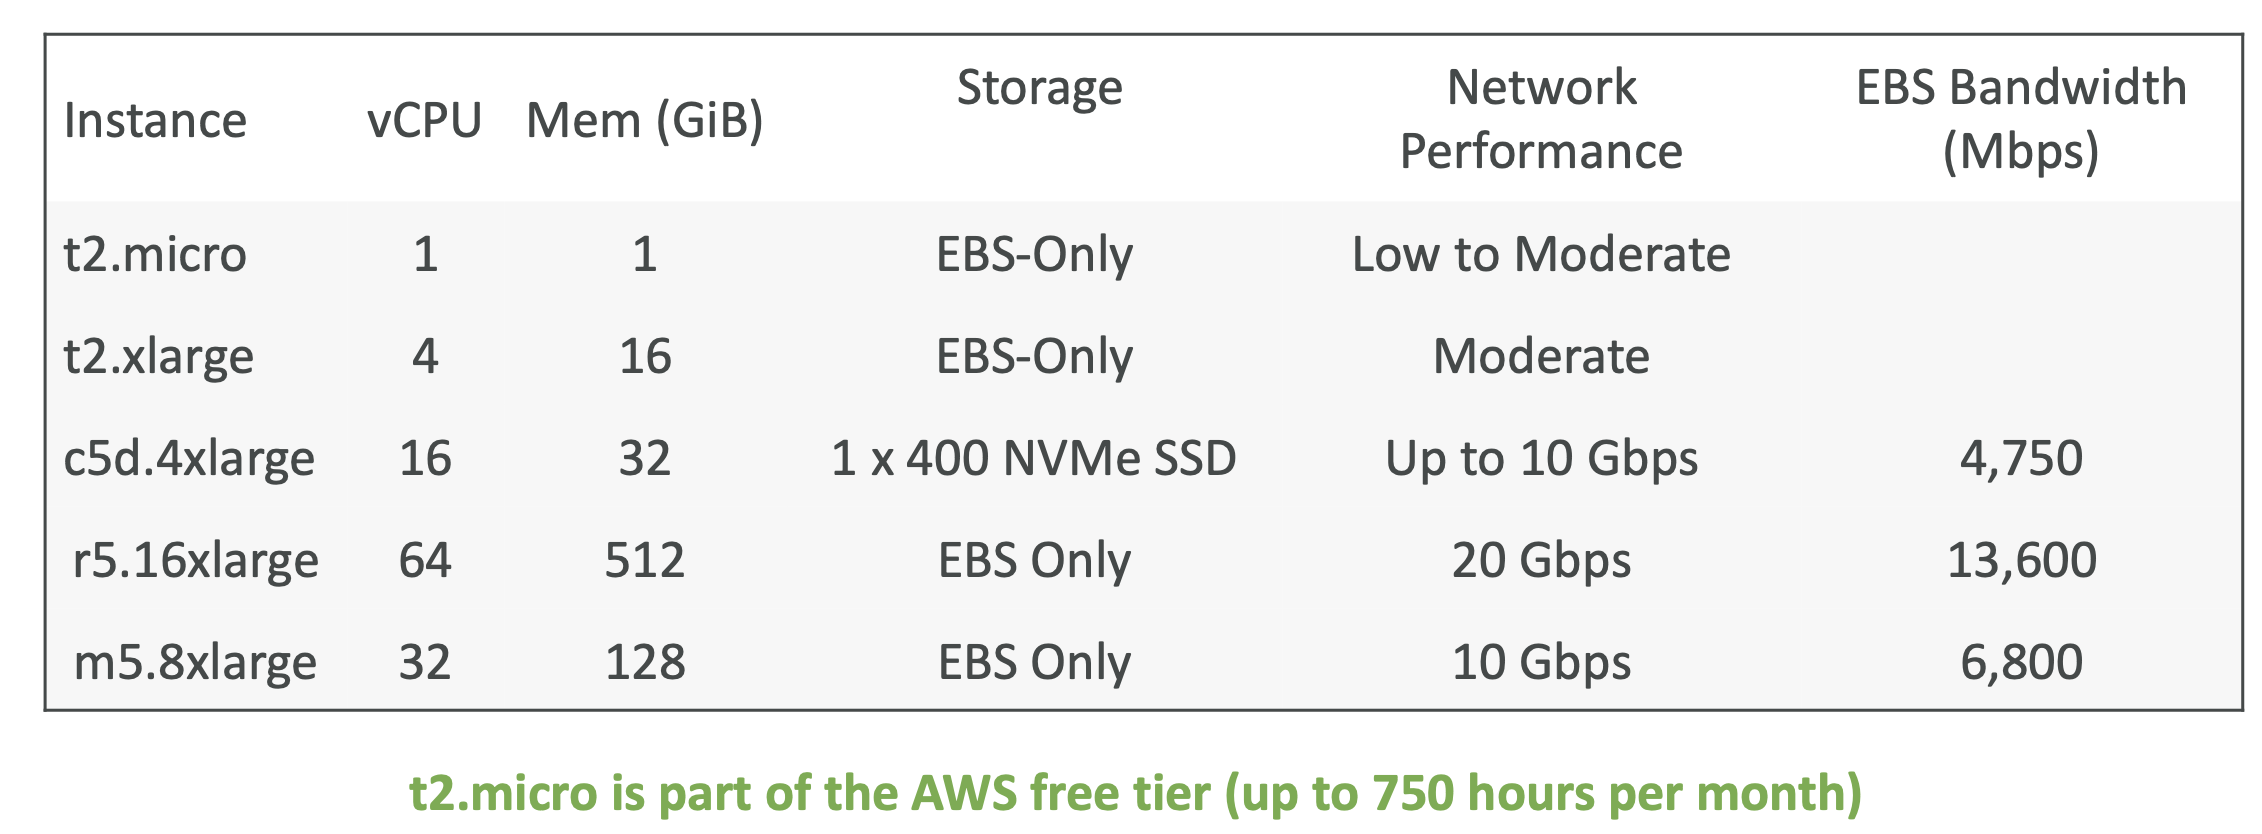 Instance vCPU Mem (GiB) Storage Network Performance EBS Bandwidth (Mbps)
t2.micro 1 1 EBS-Only Low to Moderate
t2.xlarge 4 16 EBS-Only Moderate
c5d.4xlarge 16 32 1 x 400 NVMe SSD Up to 10 Gbps 4,750
r5.16xlarge 64 512 EBS Only 20 Gbps 13,600
m5.8xlarge 32 128 EBS Only 10 Gbps 6,800
t2.micro is part of the AWS free tier (up to 750 hours per month)